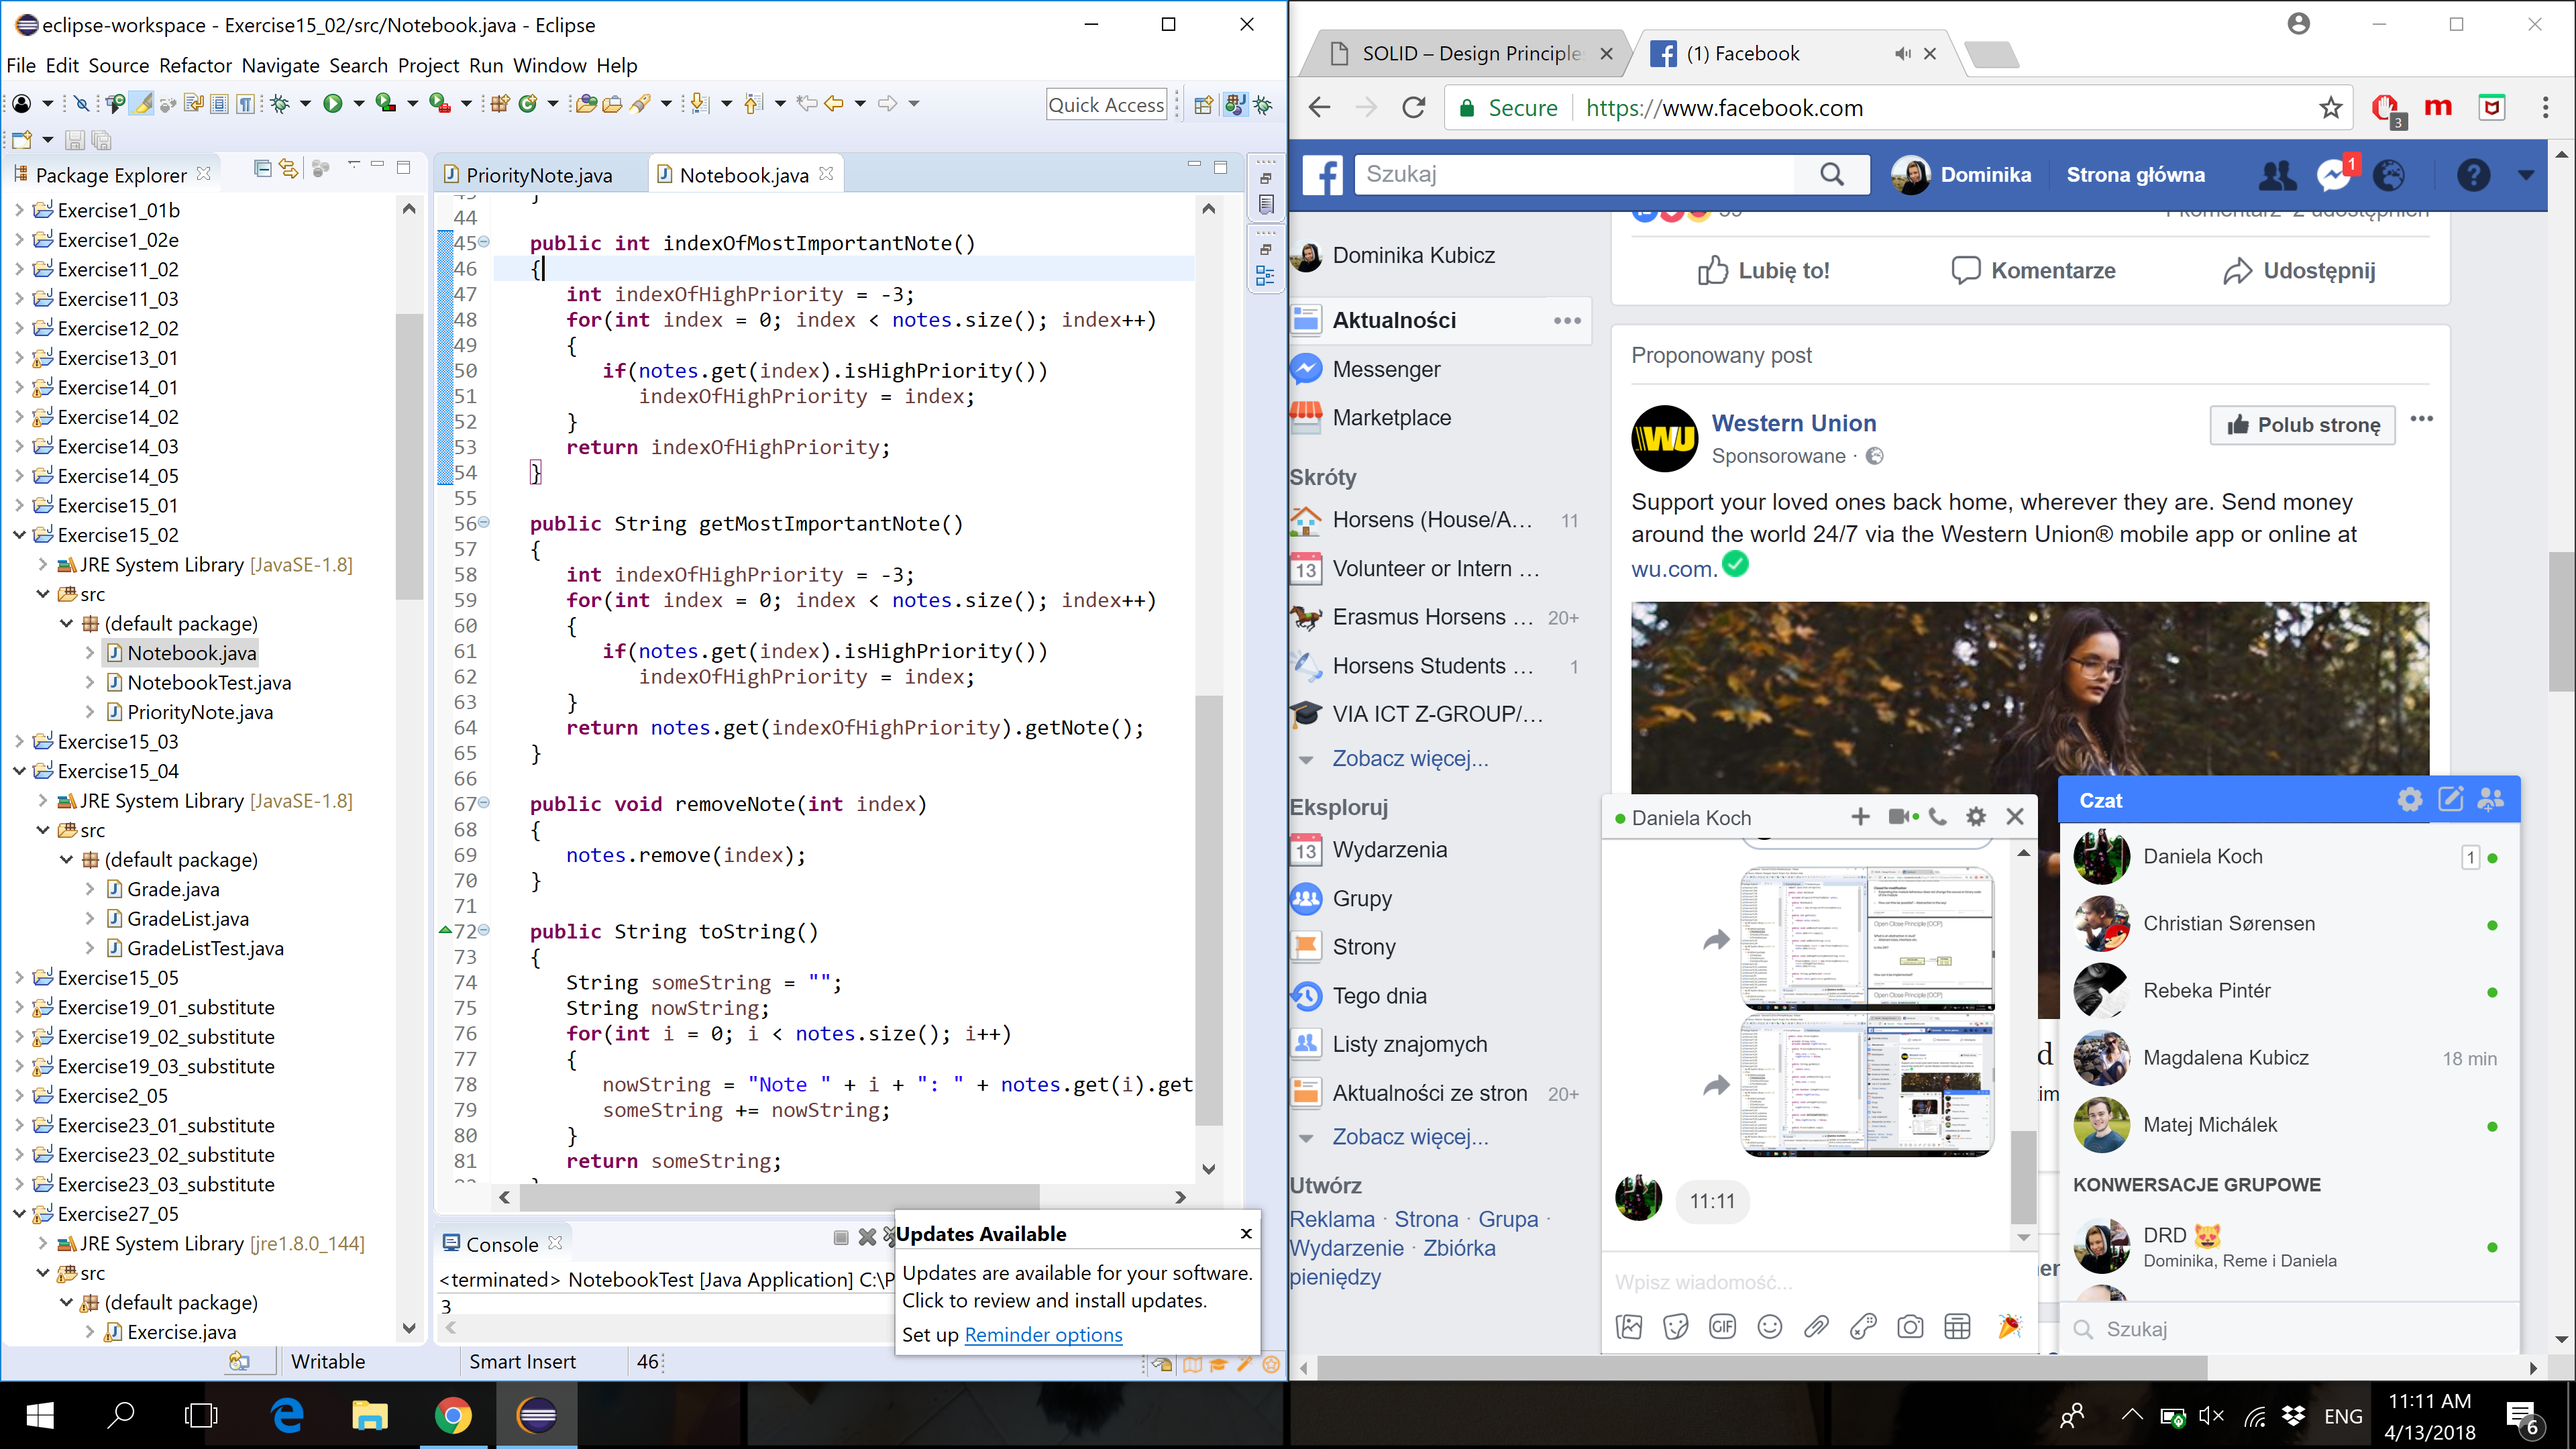 eclipse-workspace - Exercise15_02/src/Notebook.java - Eclipse
File Edit Source Refactor Navigate Search Project Run Window Help
Quick Access
Package Explorer
Exercise1_01b
Exercise1_02e
Exercise11_02
Exercise11_03
Exercise12_02
Exercise13_01
Exercise14_01
Exercise14_02
Exercise14_03
Exercise14_05
Exercise15_01
Exercise15_02
JRE System Library [JavaSE-1.8]
src
(default package)
Notebook.java
NotebookTest.java
PriorityNote.java
Exercise15_03
Exercise15_04
JRE System Library [JavaSE-1.8]
src
(default package)
Grade.java
GradeList.java
GradeListTest.java
Exercise15_05
Exercise19_01_substitute
Exercise19_02_substitute
Exercise19_03_substitute
Exercise2_05
Exercise23_01_substitute
Exercise23_02_substitute
Exercise23_03_substitute
Exercise27_05
JRE System Library [jre1.8.0_144]
src
(default package)
Exercise.java
PriorityNote.java
Notebook.java
44
45 public int indexOfMostImportantNote()
46 {
47 int indexOfHighPriority = -3;
48 for(int index = 0; index < notes.size(); index++)
49 {
50 if(notes.get(index).isHighPriority())
51 indexOfHighPriority = index;
52 }
53 return indexOfHighPriority;
54 }
55
56 public String getMostImportantNote()
57 {
58 int indexOfHighPriority = -3;
59 for(int index = 0; index < notes.size(); index++)
60 {
61 if(notes.get(index).isHighPriority())
62 indexOfHighPriority = index;
63 }
64 return notes.get(indexOfHighPriority).getNote();
65 }
66
67 public void removeNote(int index)
68 {
69 notes.remove(index);
70 }
71
72 public String toString()
73 {
74 String someString = "";
75 String nowString;
76 for(int i = 0; i < notes.size(); i++)
77 {
78 nowString = "Note " + i + ": " + notes.get(i).get
79 someString += nowString;
80 }
81 return someString;
Console
<terminated> NotebookTest [Java Application] C:\P
3
Updates Available
Updates are available for your software.
Click to review and install updates.
Set up Reminder options
Writable
Smart Insert
46
SOLID – Design Principle
(1) Facebook
Secure
https://www.facebook.com
3
m
Szukaj
Dominika
Strona główna
1
?
Dominika Kubicz
Aktualności
Messenger
Marketplace
Skróty
Horsens (House/A... 11
Volunteer or Intern ...
Erasmus Horsens ... 20+
Horsens Students ... 1
VIA ICT Z-GROUP/...
Zobacz więcej...
Eksploruj
Wydarzenia
Grupy
Strony
Tego dnia
Listy znajomych
Aktualności ze stron 20+
Zobacz więcej...
Utwórz
Reklama · Strona · Grupa ·
Wydarzenie · Zbiórka
pieniędzy
Lubię to!
Komentarze
Udostępnij
Proponowany post
WU
Western Union
Sponsorowane ·
Polub stronę
Support your loved ones back home, wherever they are. Send money
around the world 24/7 via the Western Union® mobile app or online at
wu.com.
Daniela Koch
11:11
Wpisz wiadomość...
GIF
Czat
Daniela Koch 1
Christian Sørensen
Rebeka Pintér
Magdalena Kubicz 18 min
Matej Michálek
KONWERSACJE GRUPOWE
DRD
Dominika, Reme i Daniela
Szukaj
ENG
11:11 AM
4/13/2018
6